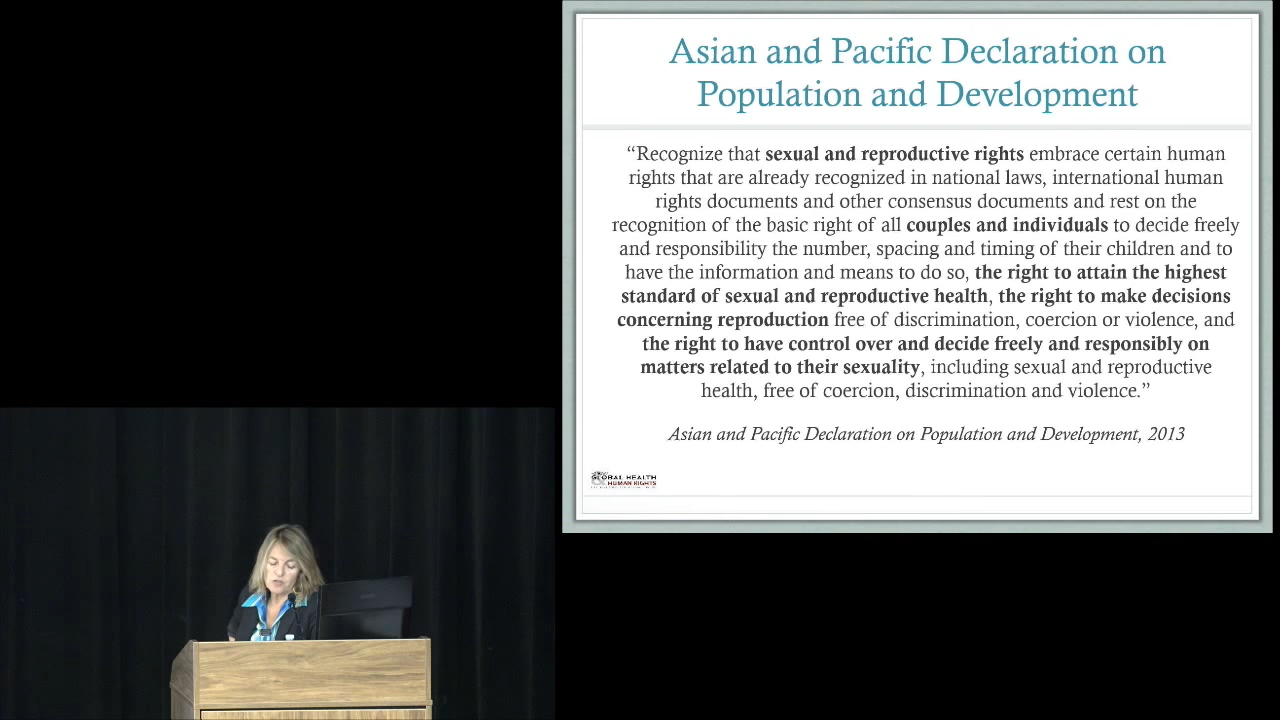 Asian and Pacific Declaration on
Population and Development
“Recognize that sexual and reproductive rights embrace certain human
rights that are already recognized in national laws, international human
rights documents and other consensus documents and rest on the
recognition of the basic right of all couples and individuals to decide freely
and responsibility the number, spacing and timing of their children and to
have the information and means to do so, the right to attain the highest
standard of sexual and reproductive health, the right to make decisions
concerning reproduction free of discrimination, coercion or violence, and
the right to have control over and decide freely and responsibly on
matters related to their sexuality, including sexual and reproductive
health, free of coercion, discrimination and violence.”
Asian and Pacific Declaration on Population and Development, 2013
GLOBAL HEALTH
HUMAN RIGHTS